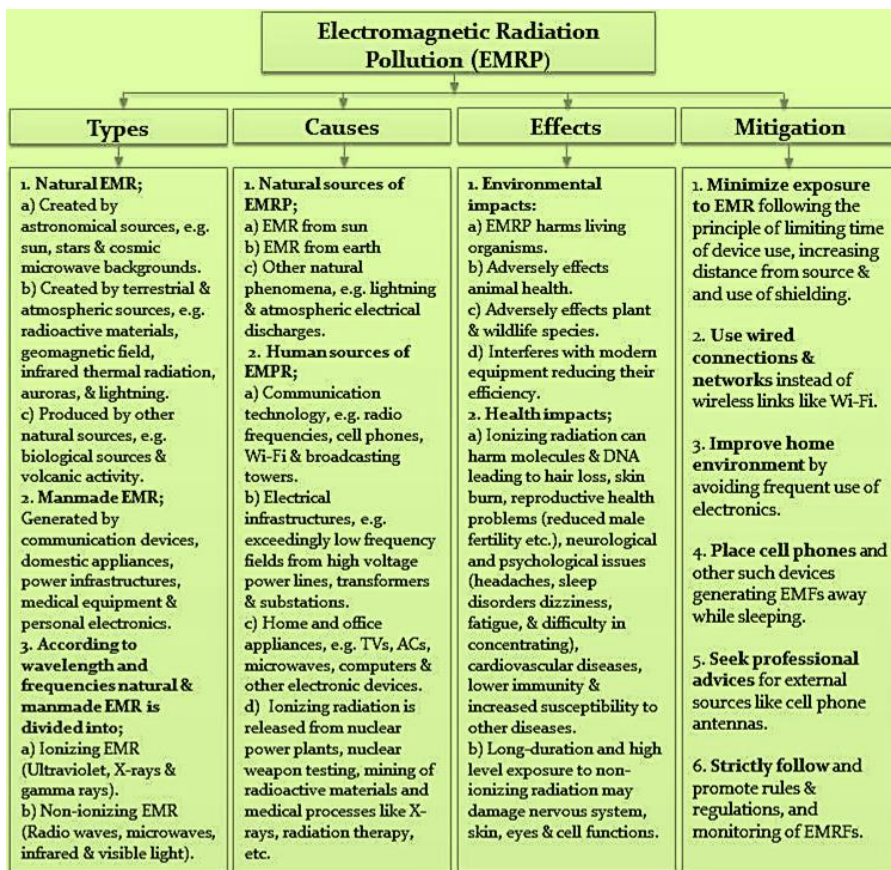 Electromagnetic Radiation
Pollution (EMRP)
Types
1. Natural EMR;
a) Created by
astronomical sources, e.g.
sun, stars & cosmic
microwave backgrounds.
b) Created by terrestrial &
atmospheric sources, e.g.
radioactive materials,
geomagnetic field,
infrared thermal radiation,
auroras, & lightning.
c) Produced by other
natural sources, e.g.
biological sources &
volcanic activity.
2. Manmade EMR;
Generated by
communication devices,
domestic appliances,
power infrastructures,
medical equipment &
personal electronics.
3. According to
wavelength and
frequencies natural &
manmade EMR is
divided into;
a) Ionizing EMR
(Ultraviolet, X-rays &
gamma rays).
b) Non-ionizing EMR
(Radio waves, microwaves,
infrared & visible light).
Causes
1. Natural sources of
EMRP;
a) EMR from sun
b) EMR from earth
c) Other natural
phenomena, e.g. lightning
& atmospheric electrical
discharges.
2. Human sources of
EMPR;
a) Communication
technology, e.g. radio
frequencies, cell phones,
Wi-Fi & broadcasting
towers.
b) Electrical
infrastructures, e.g.
exceedingly low frequency
fields from high voltage
power lines, transformers
& substations.
c) Home and office
appliances, e.g. TVs, ACs,
microwaves, computers &
other electronic devices.
d) Ionizing radiation is
released from nuclear
power plants, nuclear
weapon testing, mining of
radioactive materials and
medical processes like X-
rays, radiation therapy,
etc.
Effects
1. Environmental
impacts:
a) EMRP harms living
organisms.
b) Adversely effects
animal health.
c) Adversely effects plant
& wildlife species.
d) Interferes with modern
equipment reducing their
efficiency.
2. Health impacts;
a) Ionizing radiation can
harm molecules & DNA
leading to hair loss, skin
burn, reproductive health
problems (reduced male
fertility etc.), neurological
and psychological issues
(headaches, sleep
disorders dizziness,
fatigue, & difficulty in
concentrating),
cardiovascular diseases,
lower immunity &
increased susceptibility to
other diseases.
b) Long-duration and high
level exposure to non-
ionizing radiation may
damage nervous system,
skin, eyes & cell functions.
Mitigation
1. Minimize exposure
to EMR following the
principle of limiting time
of device use, increasing
distance from source &
and use of shielding.
2. Use wired
connections &
networks instead of
wireless links like Wi-Fi.
3. Improve home
environment by
avoiding frequent use of
electronics.
4. Place cell phones and
other such devices
generating EMFs away
while sleeping.
5. Seek professional
advices for external
sources like cell phone
antennas.
6. Strictly follow and
promote rules &
regulations, and
monitoring of EMRFs.